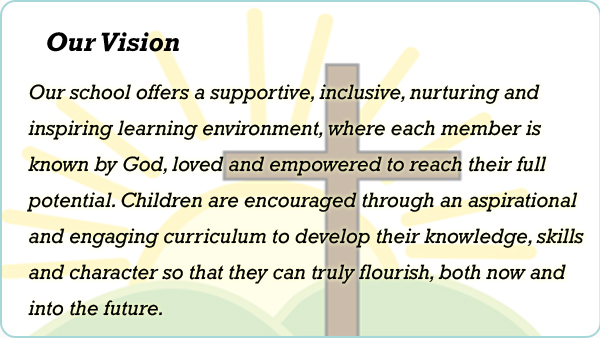 Our Vision
Our school offers a supportive, inclusive, nurturing and
inspiring learning environment, where each member is
known by God, loved and empowered to reach their full
potential. Children are encouraged through an aspirational
and engaging curriculum to develop their knowledge, skills
and character so that they can truly flourish, both now and
into the future.